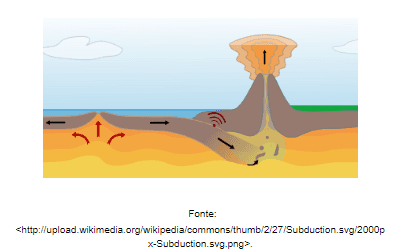 Fonte:
<http://upload.wikimedia.org/wikipedia/commons/thumb/2/27/Subduction.svg/2000p
x-Subduction.svg.png>.